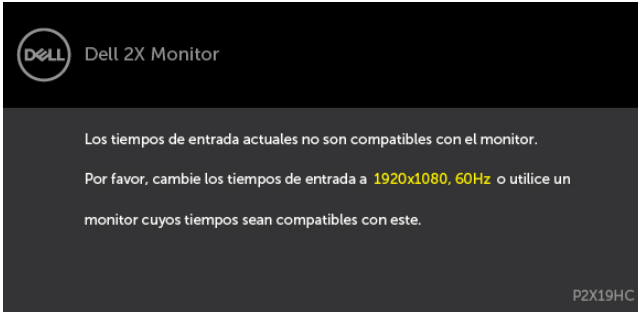 DELL
Dell 2X Monitor
Los tiempos de entrada actuales no son compatibles con el monitor.
Por favor, cambie los tiempos de entrada a 1920x1080, 60Hz o utilice un
monitor cuyos tiempos sean compatibles con este.
P2X19HC